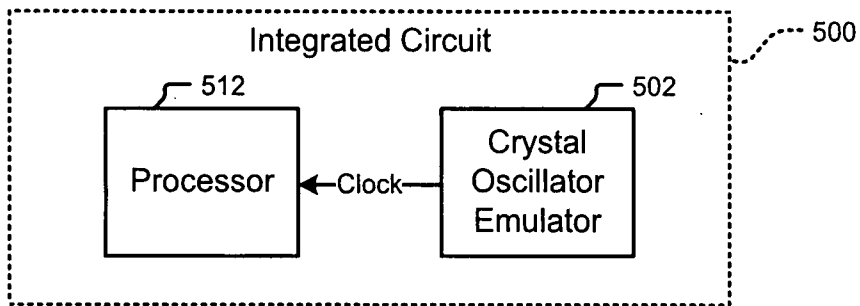 Integrated Circuit
500
512
502
Processor
Clock
Crystal
Oscillator
Emulator